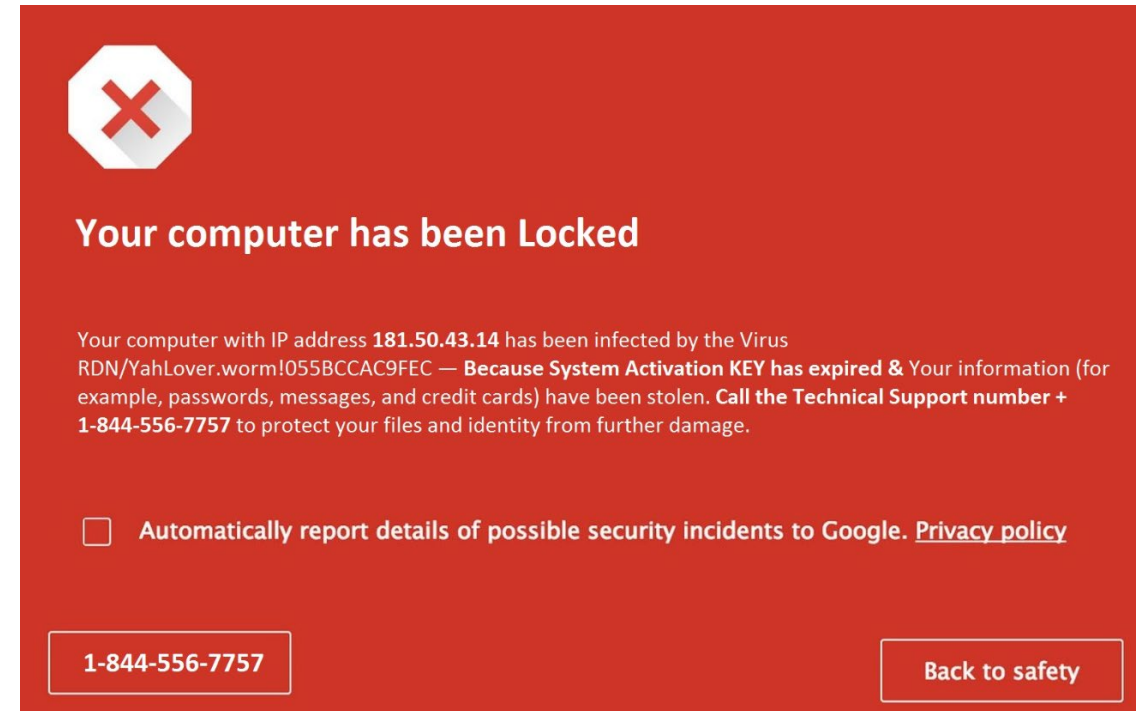 Your computer has been Locked
Your computer with IP address 181.50.43.14 has been infected by the Virus
RDN/YahLover.worm!055BCCAC9FEC — Because System Activation KEY has expired & Your information (for
example, passwords, messages, and credit cards) have been stolen. Call the Technical Support number +
1-844-556-7757 to protect your files and identity from further damage.
Automatically report details of possible security incidents to Google. Privacy policy
1-844-556-7757
Back to safety